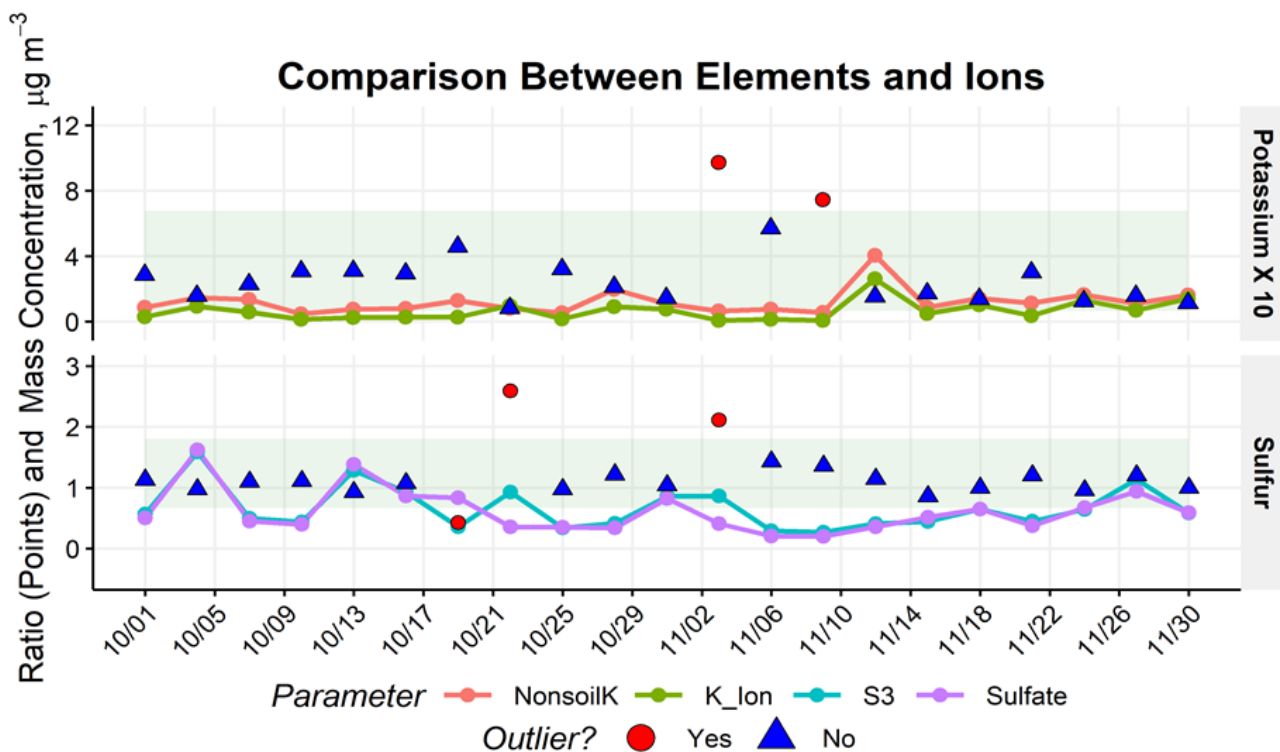 Comparison Between Elements and Ions
Ratio (Points) and Mass Concentration, μg m⁻³
12
8
4
0
Potassium X 10
3
2
1
0
Sulfur
10/01 10/05 10/09 10/13 10/17 10/21 10/25 10/29 11/02 11/06 11/10 11/14 11/18 11/22 11/26 11/30
Parameter NonsoilK K_Ion S3 Sulfate
Outlier? Yes No